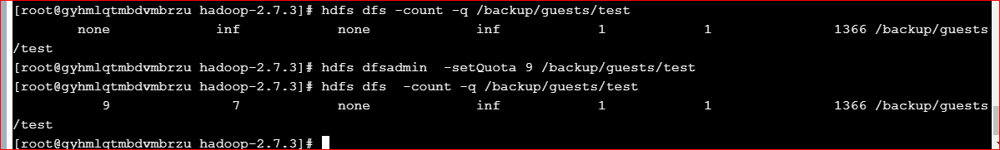 [root@gyhmlqtmbdvmbrzu hadoop-2.7.3]# hdfs dfs -count -q /backup/guests/test
none inf none inf 1 1 1366 /backup/guests
/test
[root@gyhmlqtmbdvmbrzu hadoop-2.7.3]# hdfs dfsadmin  -setQuota 9 /backup/guests/test
[root@gyhmlqtmbdvmbrzu hadoop-2.7.3]# hdfs dfs  -count -q /backup/guests/test
9 7 none inf 1 1 1366 /backup/guests
/test
[root@gyhmlqtmbdvmbrzu hadoop-2.7.3]#